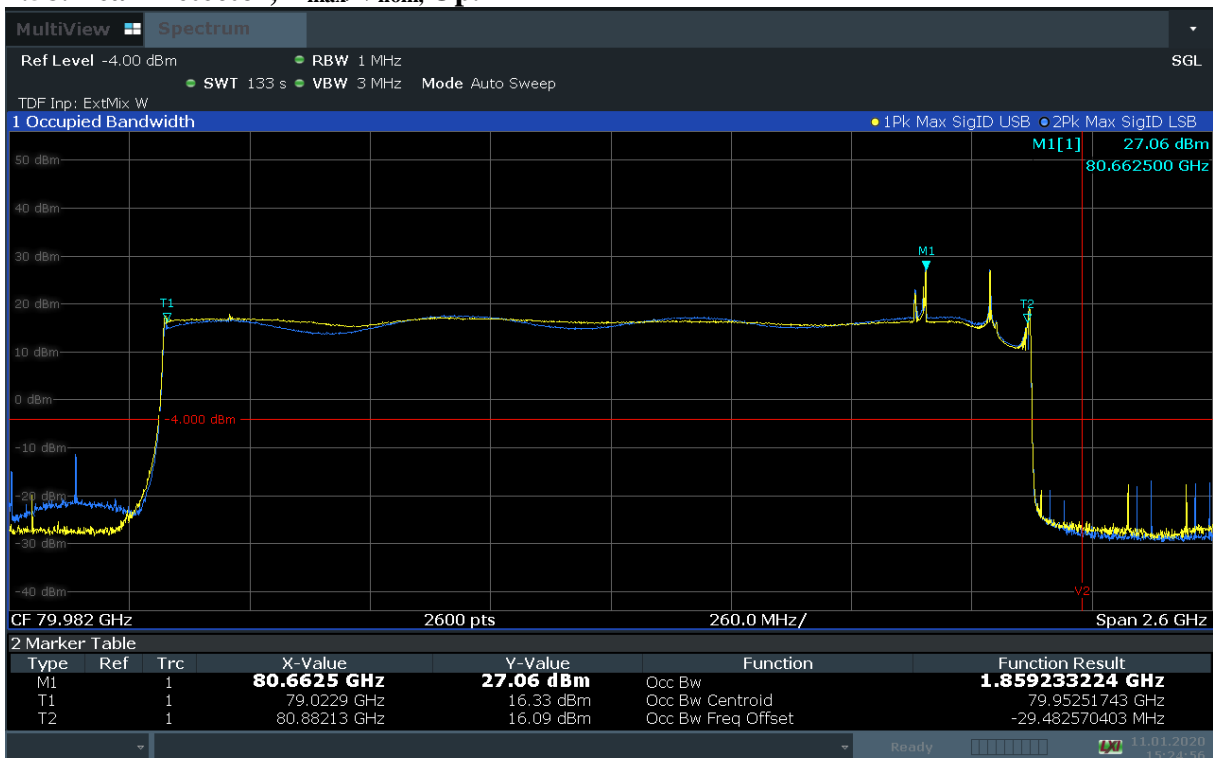 MultiView Spectrum
Ref Level -4.00 dBm RBW 1 MHz SGL
SWT 133 s VBW 3 MHz Mode Auto Sweep
TDF Inp: ExtMix W
1 Occupied Bandwidth 1Pk Max SigID USB 2Pk Max SigID LSB
M1[1] 27.06 dBm
80.662500 GHz
50 dBm
40 dBm
30 dBm
M1
20 dBm
T1
T2
10 dBm
0 dBm
-4.000 dBm
-10 dBm
-20 dBm
-30 dBm
-40 dBm
V2
CF 79.982 GHz 2600 pts 260.0 MHz/ Span 2.6 GHz
2 Marker Table
Type Ref Trc X-Value Y-Value Function Function Result
M1 1 80.6625 GHz 27.06 dBm Occ Bw 1.859233224 GHz
T1 1 79.0229 GHz 16.33 dBm Occ Bw Centroid 79.95251743 GHz
T2 1 80.88213 GHz 16.09 dBm Occ Bw Freq Offset -29.482570403 MHz
Ready LXI 11.01.2020
15:24:56